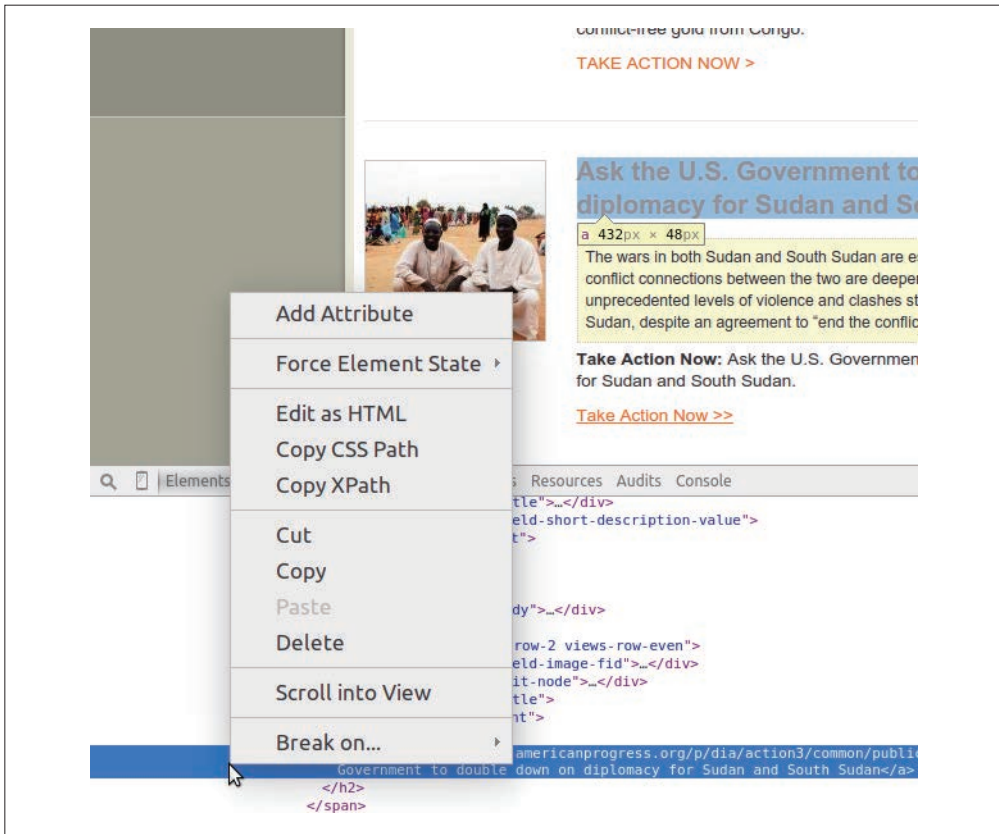 conflict-free gold from Congo.
TAKE ACTION NOW >
Ask the U.S. Government to
diplomacy for Sudan and So
a 432px × 48px
The wars in both Sudan and South Sudan are es
conflict connections between the two are deeper
unprecedented levels of violence and clashes st
Sudan, despite an agreement to “end the conflic
Take Action Now: Ask the U.S. Governmen
for Sudan and South Sudan.
Take Action Now >>
Add Attribute
Force Element State
Edit as HTML
Copy CSS Path
Copy XPath
Cut
Copy
Paste
Delete
Scroll into View
Break on...
Elements
s Resources Audits Console
tle">…</div>
eld-short-description-value">
t">
dy">…</div>
row-2 views-row-even">
eld-image-fid">…</div>
it-node">…</div>
tle">
nt">
americanprogress.org/p/dia/action3/common/public
Government to double down on diplomacy for Sudan and South Sudan</a>
</h2>
</span>